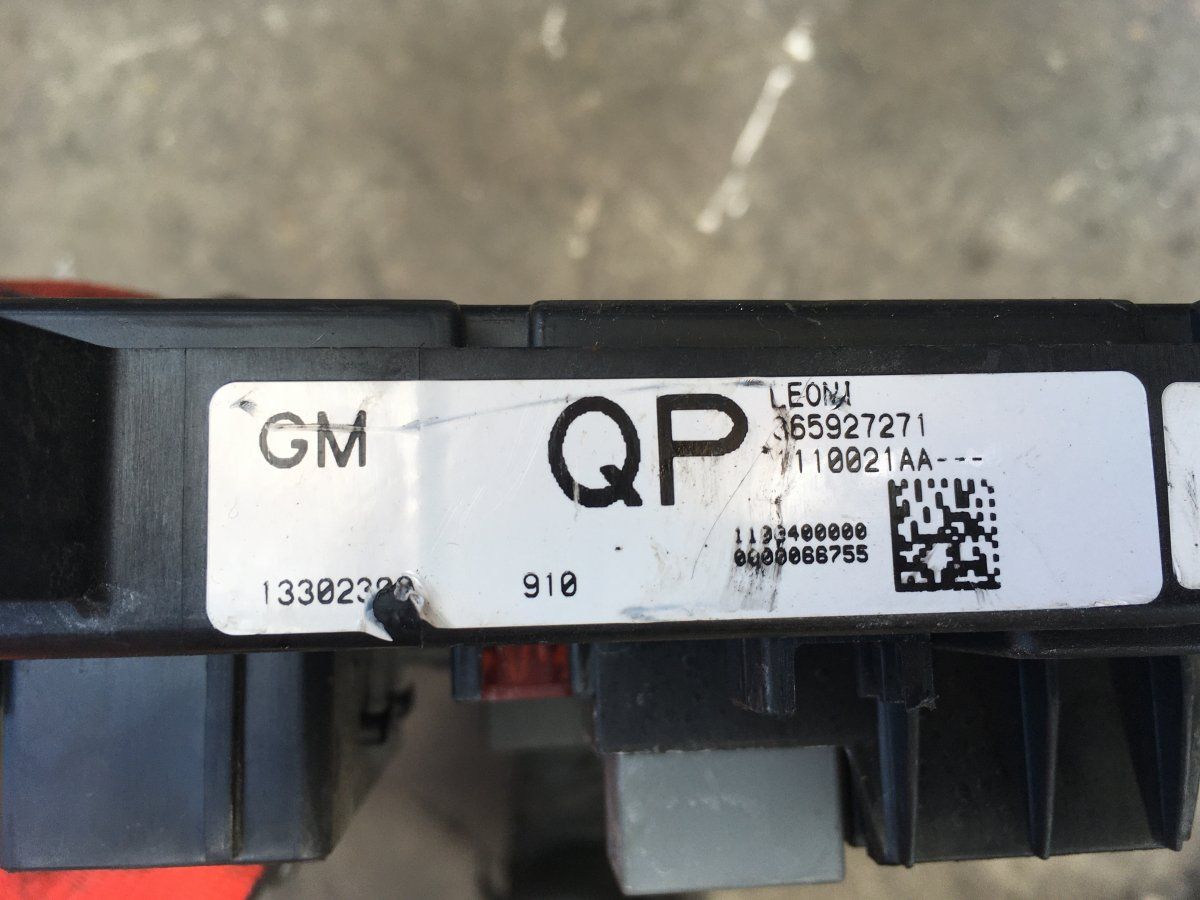 GM
QP
LEONI
365927271
110021AA---
1103400000
0000066755
910